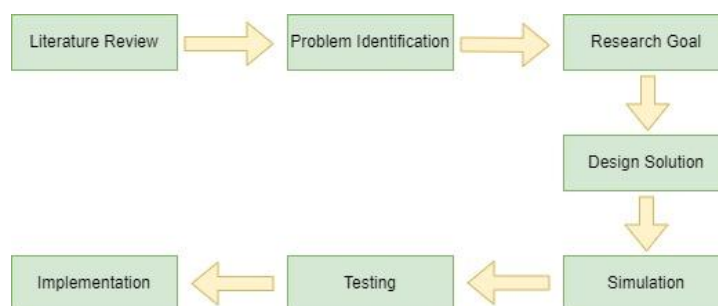 Literature Review
Problem Identification
Research Goal
Design Solution
Simulation
Testing
Implementation